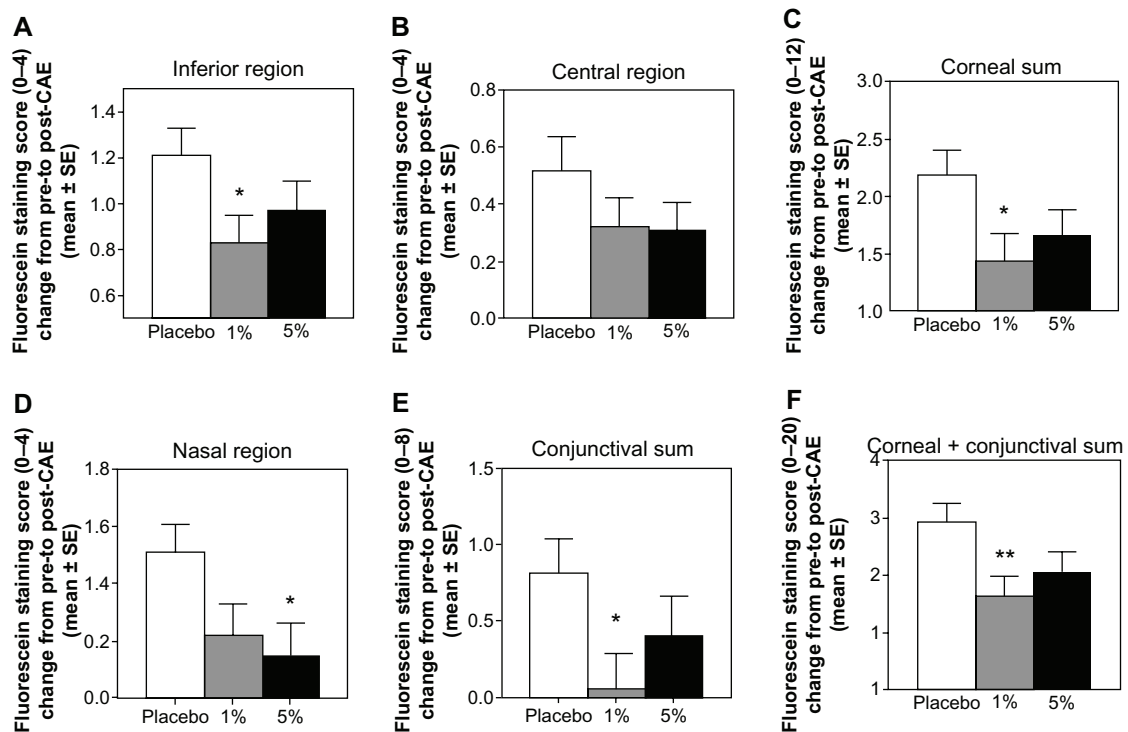 A
Inferior region
Fluorescein staining score (0–4)
change from pre-to post-CAE
(mean ± SE)
1.4
1.2
*
1.0
0.8
0.6
Placebo 1% 5%
B
Central region
Fluorescein staining score (0–4)
change from pre-to post-CAE
(mean ± SE)
0.8
0.6
0.4
0.2
0.0
Placebo 1% 5%
C
Corneal sum
Fluorescein staining score (0–12)
change from pre-to post-CAE
(mean ± SE)
3.0
2.5
2.0
*
1.5
1.0
Placebo 1% 5%
D
Nasal region
Fluorescein staining score (0–4)
change from pre-to post-CAE
(mean ± SE)
1.8
1.6
1.4
*
0.2
0.0
Placebo 1% 5%
E
Conjunctival sum
Fluorescein staining score (0–8)
change from pre-to post-CAE
(mean ± SE)
1.5
1.0
*
0.5
0.0
Placebo 1% 5%
F
Corneal + conjunctival sum
Fluorescein staining score (0–20)
change from pre-to post-CAE
(mean ± SE)
4
3
**
2
1
1
Placebo 1% 5%